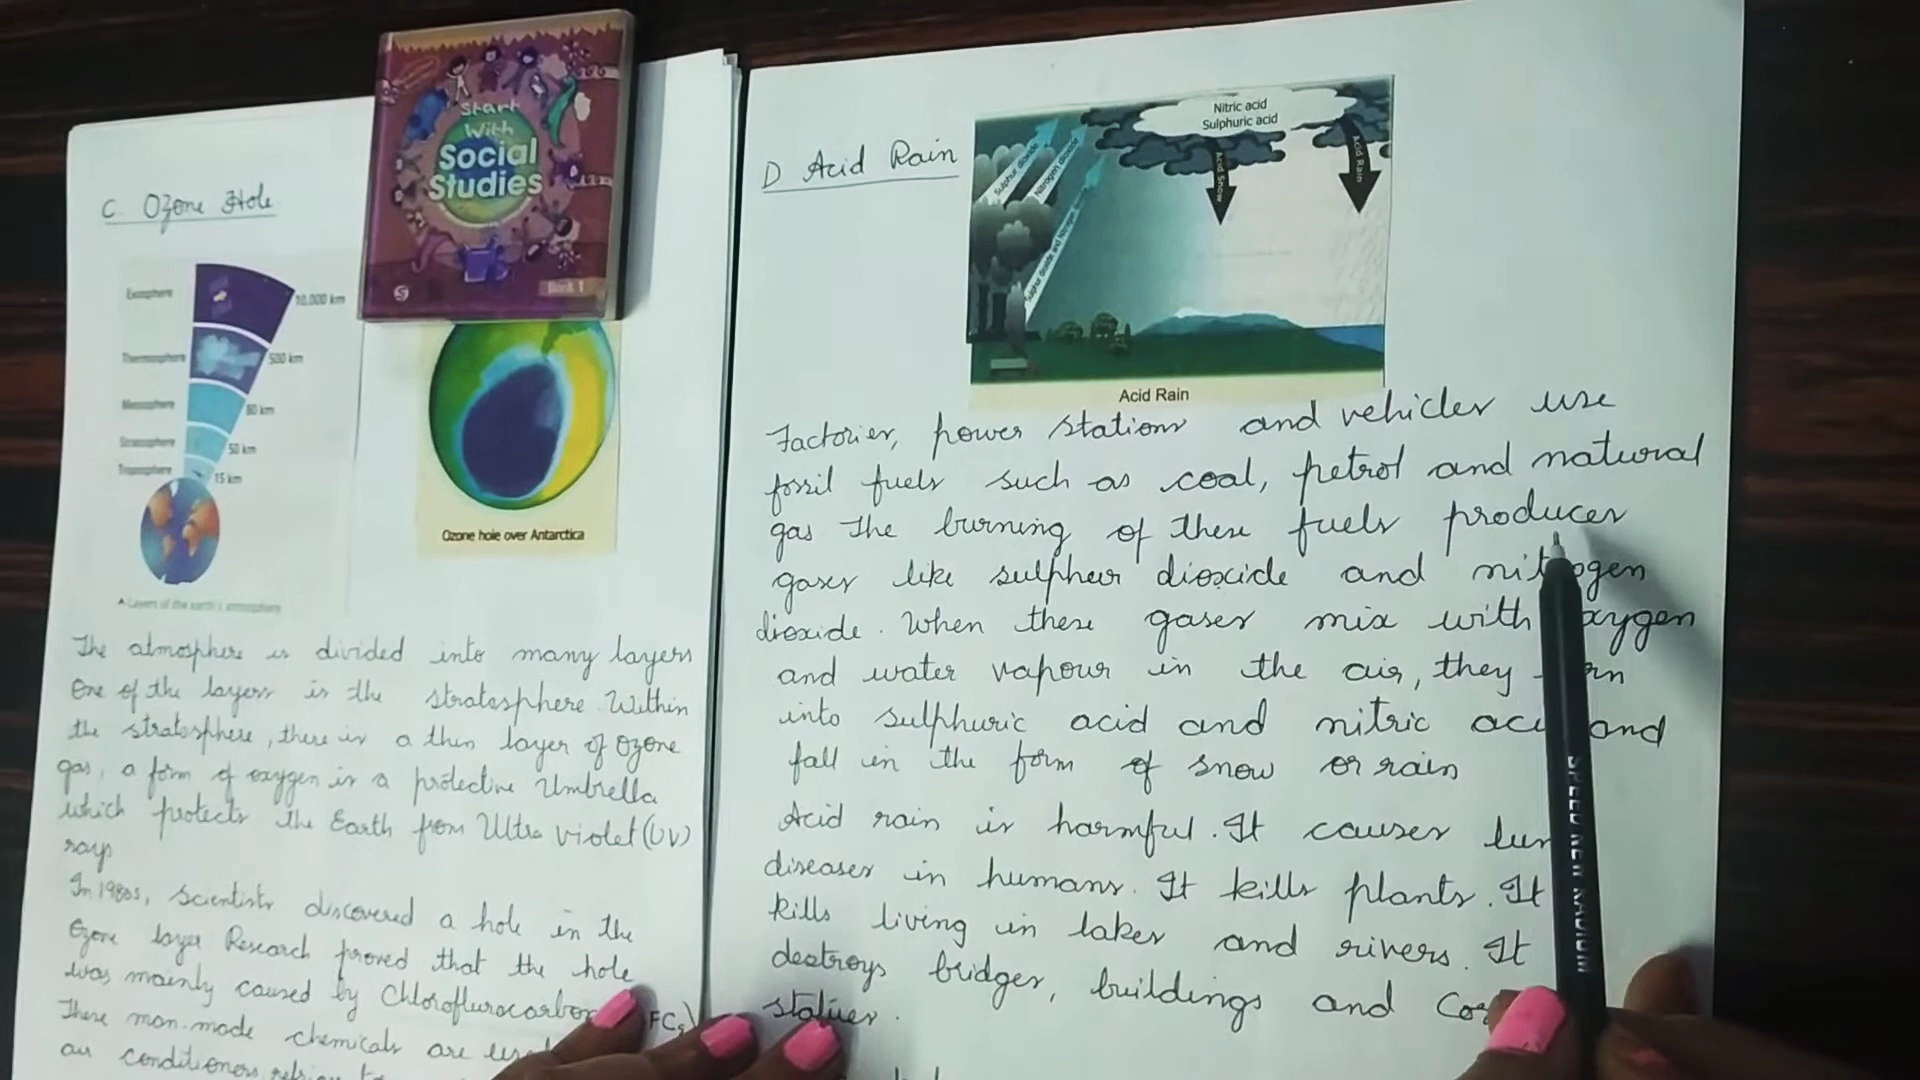 Start
With
Social
Studies
Book 1
C. Ozone Hole
Exosphere
10,000 km
Thermosphere
500 km
Mesosphere
80 km
Stratosphere
50 km
Troposphere
15 km
Layers of the earth's atmosphere
Ozone hole over Antarctica
The atmosphere is divided into many layers
One of the layers is the stratosphere. Within
the stratosphere, there is a thin layer of Ozone
gas, a form of oxygen is a protective Umbrella
which protects the Earth from Ultra violet (UV)
rays
In 1980s, scientists discovered a hole in the
Ozone layer Research proved that the hole
was mainly caused by Chloroflurocarbon FCs)
These man-made chemicals are
air conditioners,
D Acid Rain
Nitric acid
Sulphuric acid
Sulphur dioxide
Nitrogen dioxide
Acid Snow
Acid Rain
Acid Rain
Factories, power stations and vehicles use
fossil fuels such as coal, petrol and natural
gas The burning of these fuels produces
gases like sulpheur dioxide and nitrogen
dioxide. When these gases mix with oxygen
and water vapour in the air, they
into sulphuric acid and nitric and
fall in the form of snow or rain
Acid rain is harmful. It causes
diseases in humans. It kills plants. It
kills living in lakes and rivers. It
destroys bridges, buildings and
statues.
SPEED NEW RADIUM